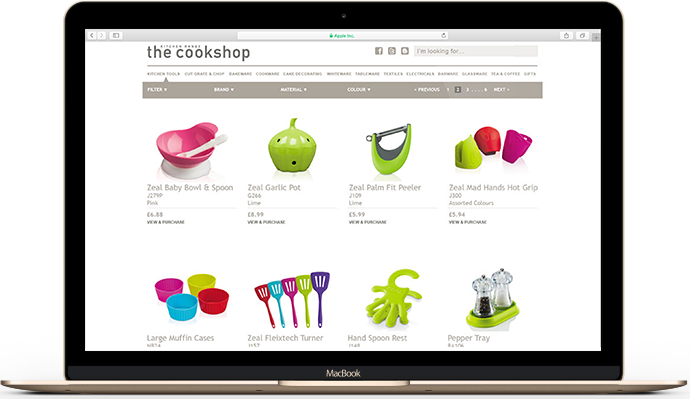 Apple Inc.
KITCHEN RANGE
the cookshop
I'm looking for...
KITCHEN TOOLS CUT GRATE & CHOP BAKEWARE COOKWARE CAKE DECORATING WHITEWARE TABLEWARE TEXTILES ELECTRICALS BARWARE GLASSWARE TEA & COFFEE GIFTS
FILTER BRAND MATERIAL COLOUR < PREVIOUS 1 2 3 ..... 6 NEXT >
Zeal Baby Bowl & Spoon Zeal Garlic Pot Zeal Palm Fit Peeler Zeal Mad Hands Hot Grip
J279P G266 J109 J300
Pink Lime Lime Assorted Colours
£6.88 £8.99 £5.99 £5.94
VIEW & PURCHASE VIEW & PURCHASE VIEW & PURCHASE VIEW & PURCHASE
Large Muffin Cases Zeal Flexitech Turner Hand Spoon Rest Pepper Tray
J157 J148
MacBook